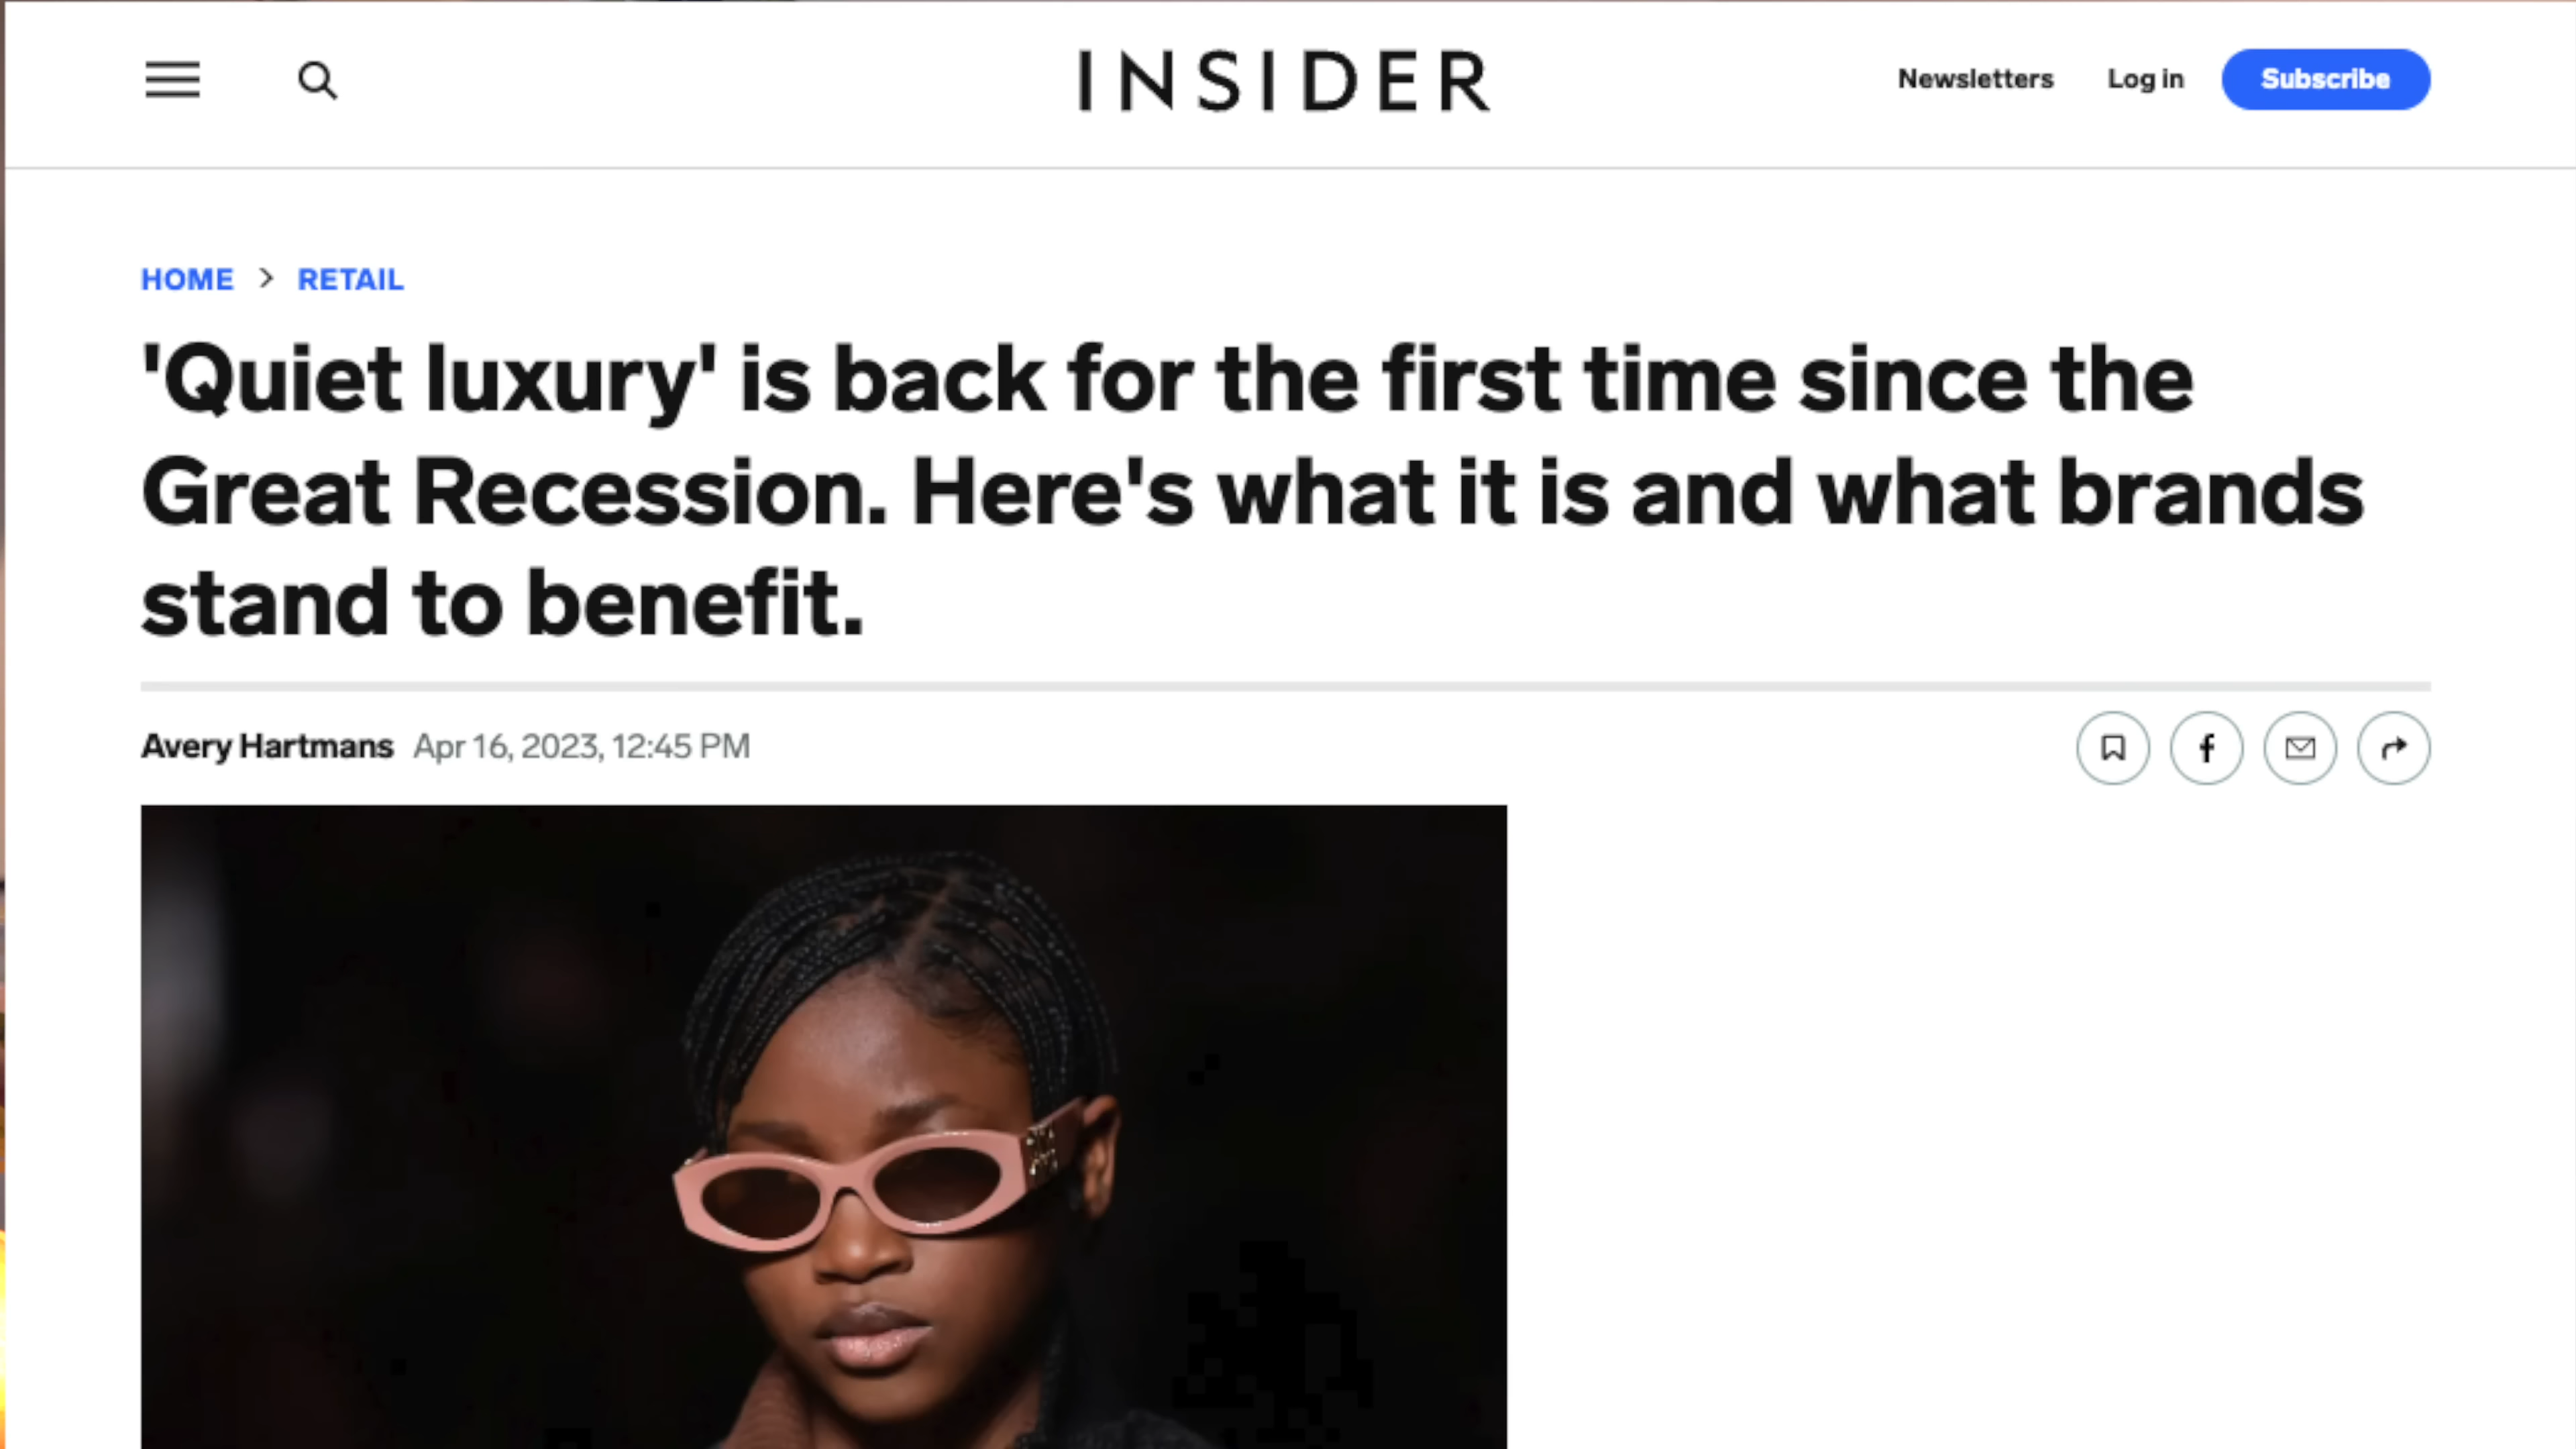 INSIDER
Newsletters
Log in
Subscribe
HOME > RETAIL
'Quiet luxury' is back for the first time since the
Great Recession. Here's what it is and what brands
stand to benefit.
Avery Hartmans Apr 16, 2023, 12:45 PM